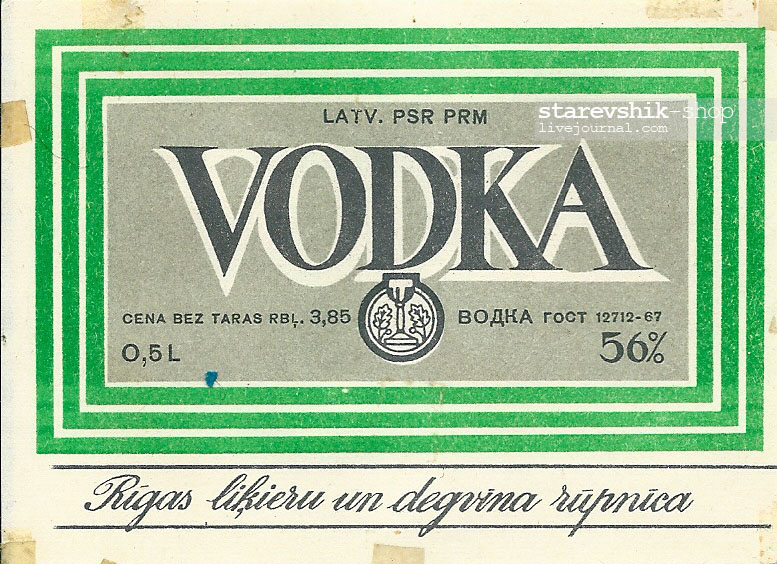 LATV. PSR PRM
starevshik-shop
livejournal.com
VODKA
CENA BEZ TARAS RBĻ. 3,85
ВОДКА ГОСТ 12712-67
0,5 L
56%
Rīgas liķieru un degvīna rūpnīca